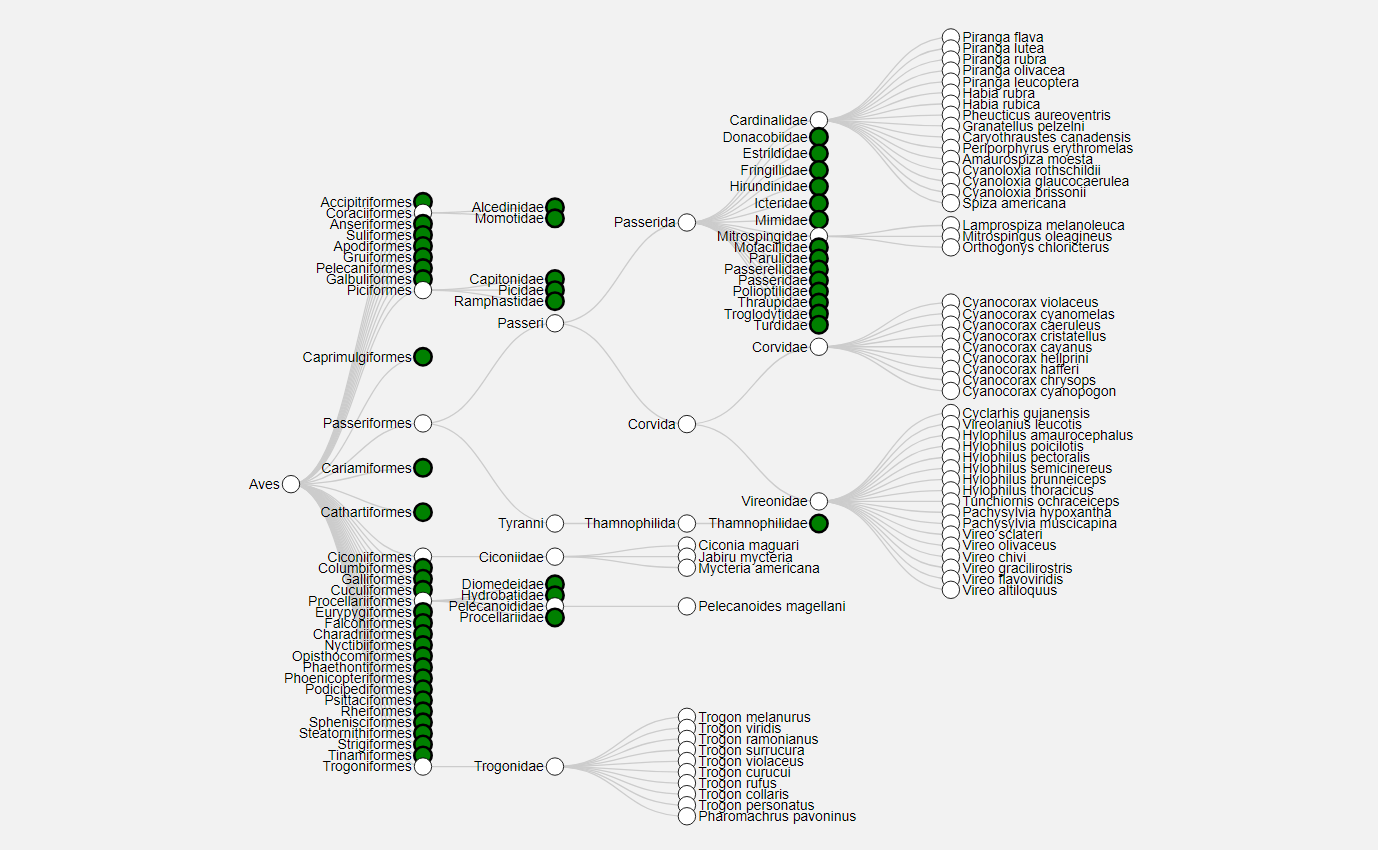 Aves
Accipitriformes
Coraciiformes
Anseriformes
Suliformes
Apodiformes
Gruiformes
Pelecaniformes
Galbuliformes
Piciformes
Caprimulgiformes
Passeriformes
Cariamiformes
Cathartiformes
Ciconiiformes
Columbiformes
Galliformes
Cuculiformes
Procellariiformes
Eurypygiformes
Falconiformes
Charadriiformes
Nyctibiiformes
Opisthocomiformes
Phaethontiformes
Phoenicopteriformes
Podicipediformes
Psittaciformes
Rheiformes
Sphenisciformes
Steatornithiformes
Strigiformes
Tinamiformes
Trogoniformes
Alcedinidae
Momotidae
Capitonidae
Picidae
Ramphastidae
Passeri
Tyranni
Ciconiidae
Diomedeidae
Hydrobatidae
Pelecanoididae
Procellariidae
Trogonidae
Passerida
Corvida
Thamnophilida
Ciconia maguari
Jabiru mycteria
Mycteria americana
Pelecanoides magellani
Trogon melanurus
Trogon viridis
Trogon ramonianus
Trogon surrucura
Trogon violaceus
Trogon curucui
Trogon rufus
Trogon collaris
Trogon personatus
Pharomachrus pavoninus
Cardinalidae
Donacobiidae
Estrildidae
Fringillidae
Hirundinidae
Icteridae
Mimidae
Mitrospingidae
Motacillidae
Parulidae
Passerellidae
Passeridae
Polioptilidae
Thraupidae
Troglodytidae
Turdidae
Corvidae
Vireonidae
Thamnophilidae
Piranga flava
Piranga lutea
Piranga rubra
Piranga olivacea
Piranga leucoptera
Habia rubra
Habia rubica
Pheucticus aureoventris
Granatellus pelzelni
Caryothraustes canadensis
Periporphyrus erythromelas
Amaurospiza moesta
Cyanoloxia rothschildii
Cyanoloxia glaucocaerulea
Cyanoloxia brissonii
Spiza americana
Lamprospiza melanoleuca
Mitrospingus oleagineus
Orthogonys chloricterus
Cyanocorax violaceus
Cyanocorax cyanomelas
Cyanocorax caeruleus
Cyanocorax cristatellus
Cyanocorax cayanus
Cyanocorax heilprini
Cyanocorax hafferi
Cyanocorax chrysops
Cyanocorax cyanopogon
Cyclarhis gujanensis
Vireolanius leucotis
Hylophilus amaurocephalus
Hylophilus poicilotis
Hylophilus pectoralis
Hylophilus semicinereus
Hylophilus brunneiceps
Hylophilus thoracicus
Tunchiornis ochraceiceps
Pachysylvia hypoxantha
Pachysylvia muscicapina
Vireo sclateri
Vireo olivaceus
Vireo chivi
Vireo gracilirostris
Vireo flavoviridis
Vireo altiloquus